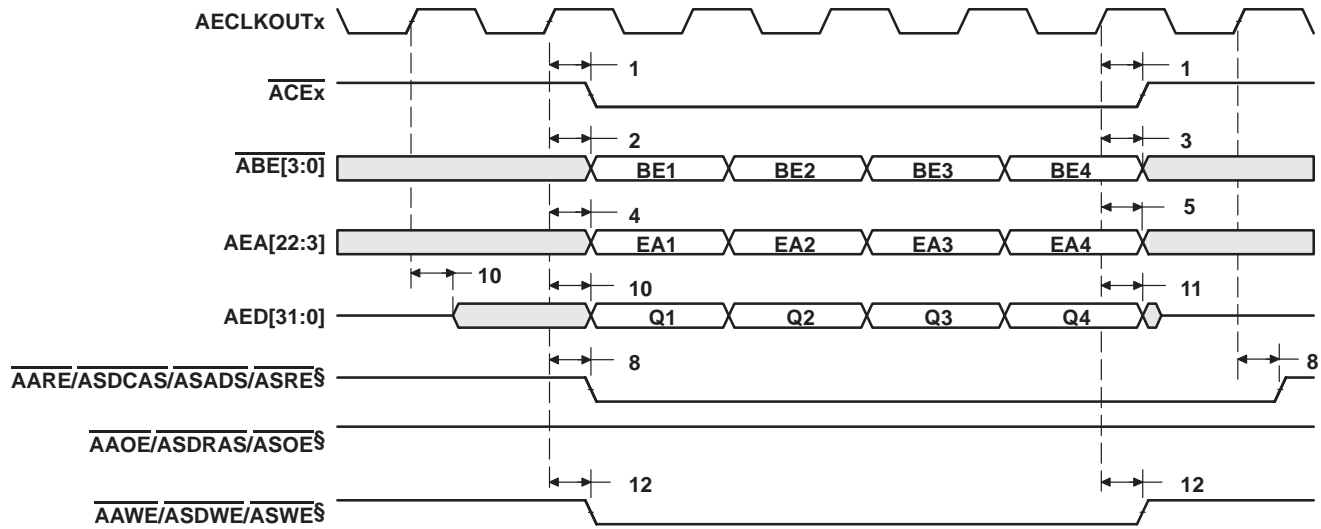 AECLKOUTx
1 1
ACEx
2 3
ABE[3:0] BE1 BE2 BE3 BE4
4 5
AEA[22:3] EA1 EA2 EA3 EA4
10 10 11
AED[31:0] Q1 Q2 Q3 Q4
8 8
AARE/ASDCAS/ASADS/ASRE§
AAOE/ASDRAS/ASOE§
12 12
AAWE/ASDWE/ASWE§